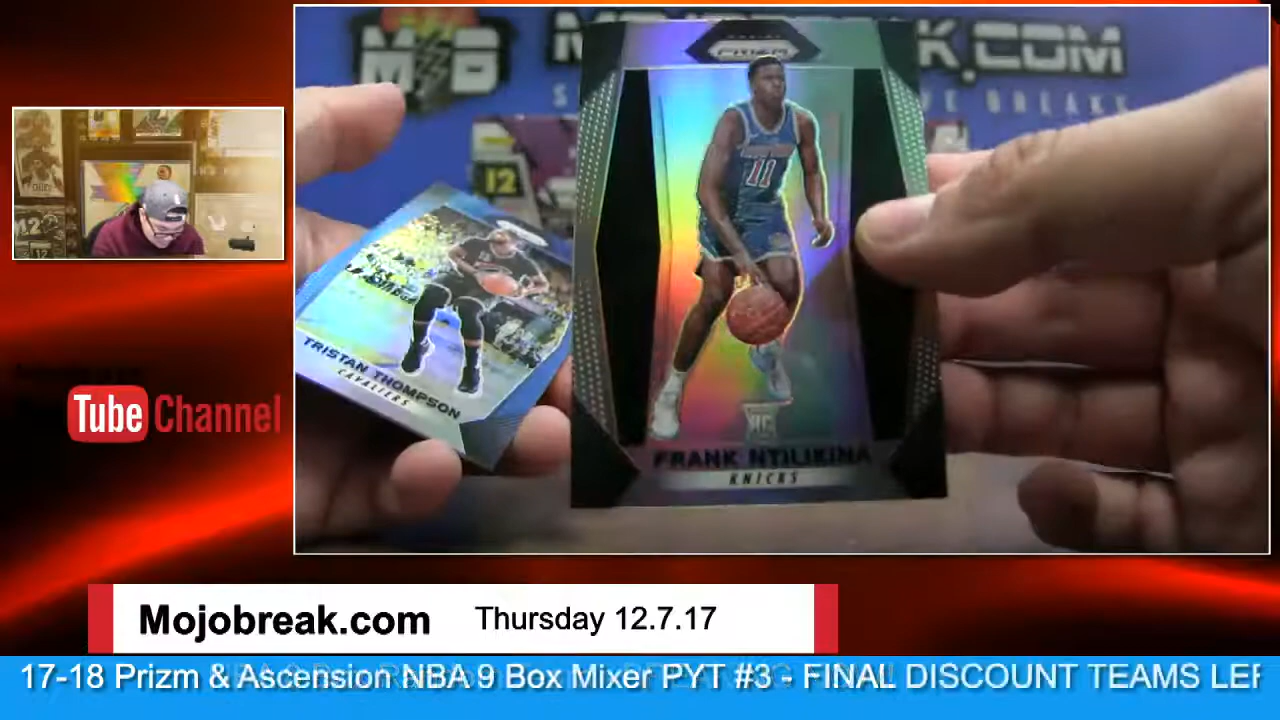 PRIZM
11
RC
FRANK NTILIKINA
KNICKS
TRISTAN THOMPSON
CAVALIERS
12
K.COM
Tube Channel
Mojobreak.com
Thursday 12.7.17
17-18 Prizm & Ascension NBA 9 Box Mixer PYT #3 - FINAL DISCOUNT TEAMS LEF